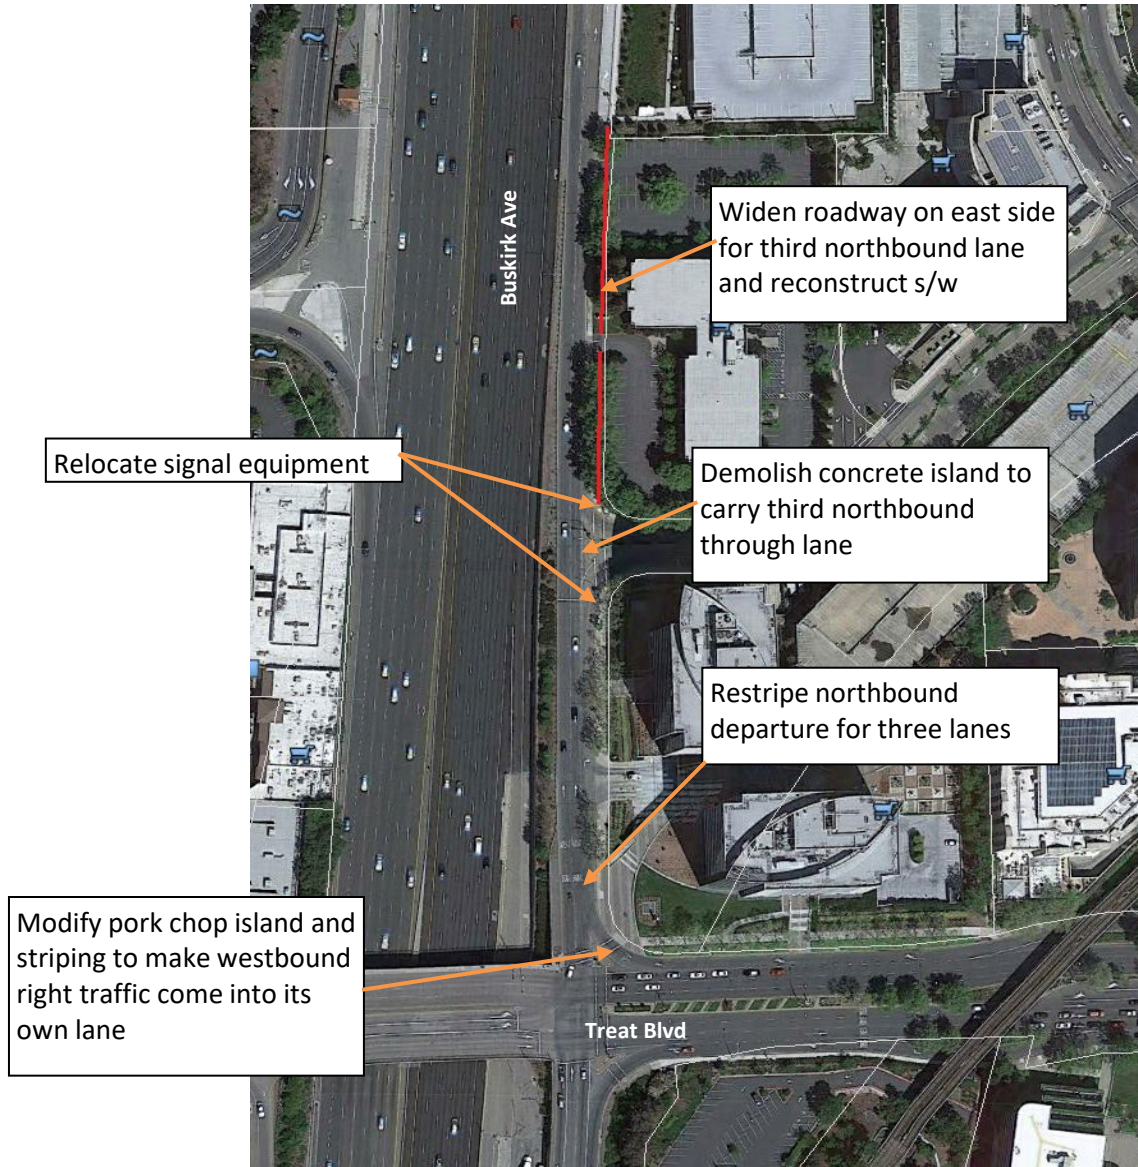 Buskirk Ave
Widen roadway on east side
for third northbound lane
and reconstruct s/w
Relocate signal equipment
Demolish concrete island to
carry third northbound
through lane
Restripe northbound
departure for three lanes
Modify pork chop island and
striping to make westbound
right traffic come into its
own lane
Treat Blvd